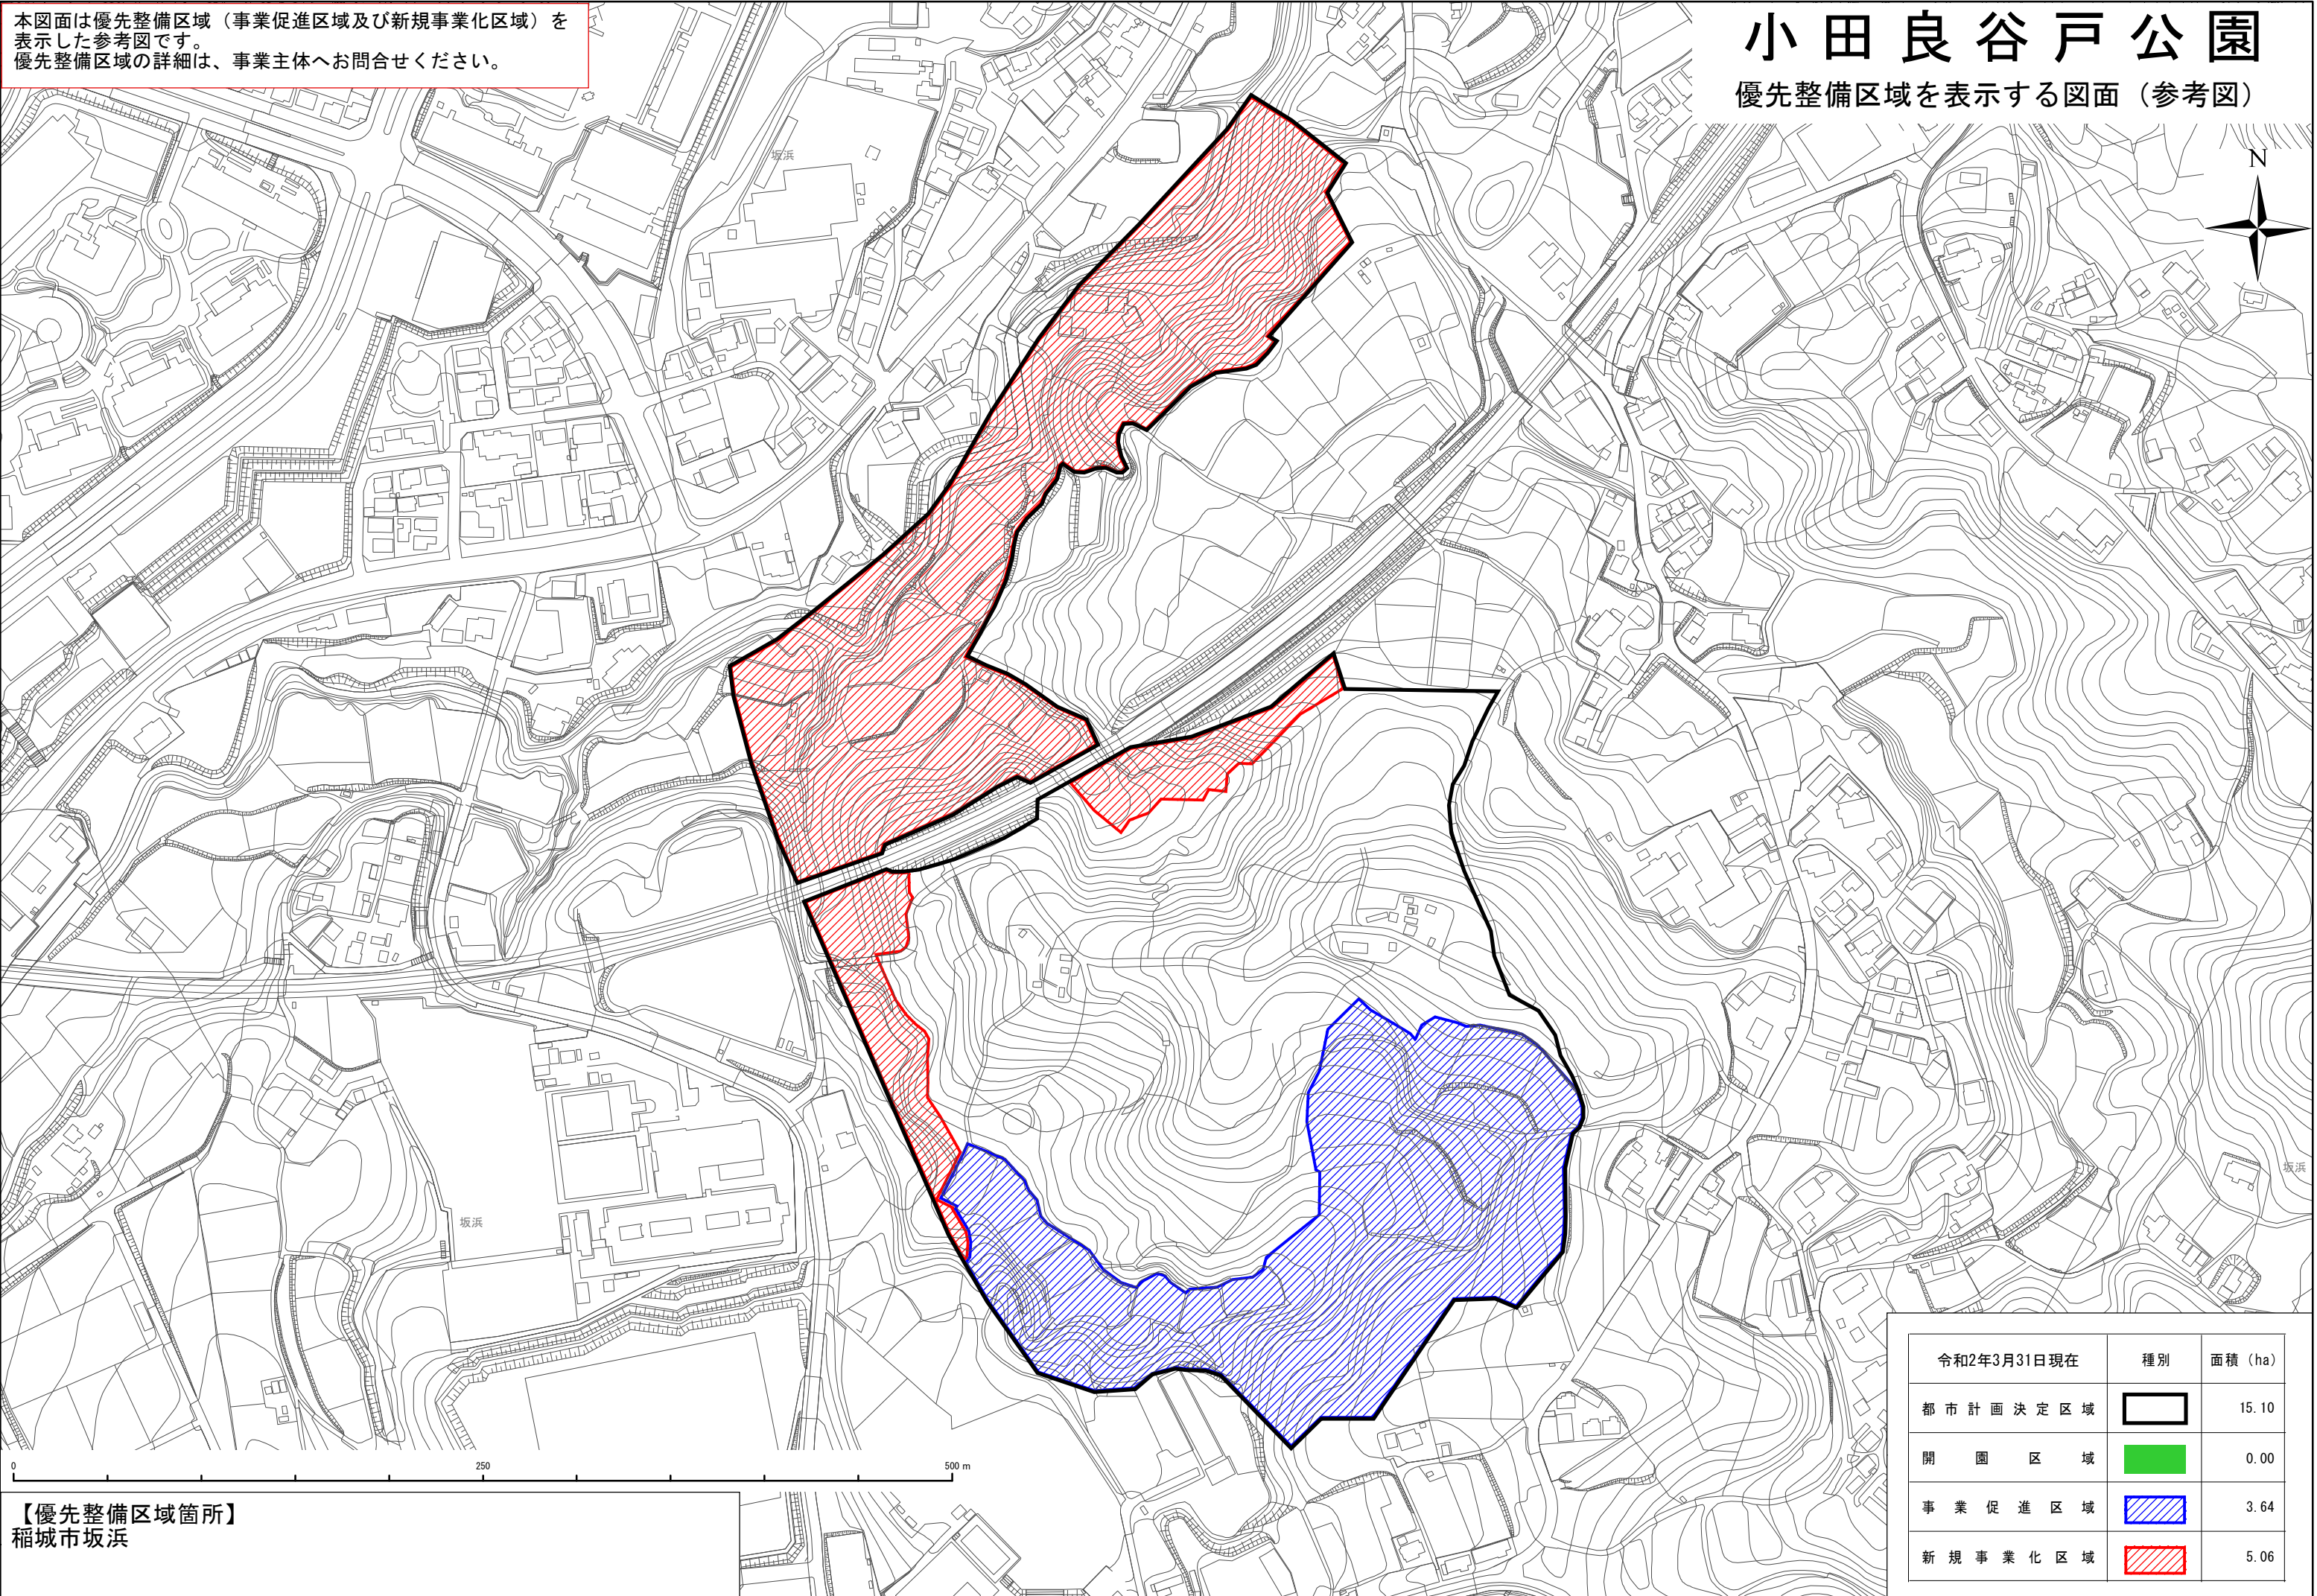 本図面は優先整備区域（事業促進区域及び新規事業化区域）を
表示した参考図です。
優先整備区域の詳細は、事業主体へお問合せください。
小田良谷戸公園
優先整備区域を表示する図面（参考図）
N
坂浜
坂浜
坂浜
0 250 500 m
【優先整備区域箇所】
稲城市坂浜
令和2年3月31日現在 種別 面積（ha）
都市計画決定区域 15.10
開園区域 0.00
事業促進区域 3.64
新規事業化区域 5.06